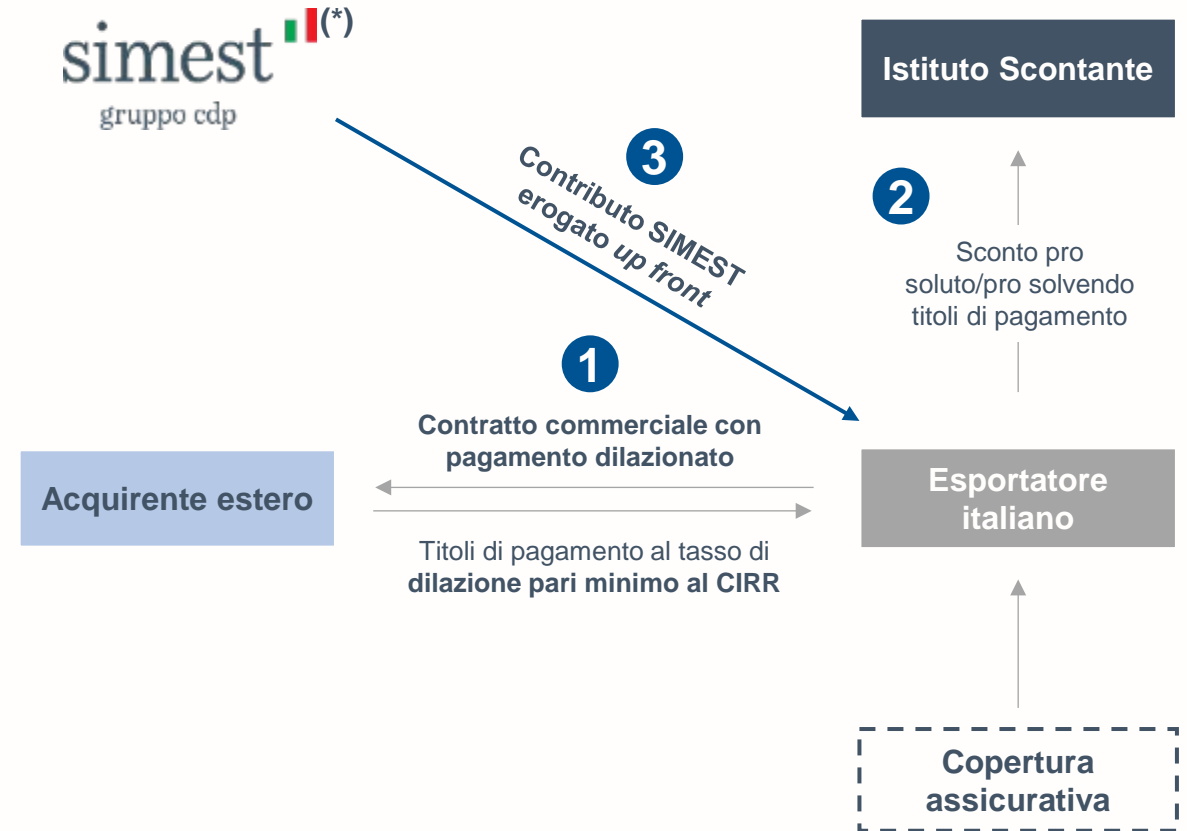 simest (*)
gruppo cdp
Istituto Scontante
3
Contributo SIMEST
erogato up front
2
Sconto pro
soluto/pro solvendo
titoli di pagamento
1
Contratto commerciale con
pagamento dilazionato
Acquirente estero
Esportatore
italiano
Titoli di pagamento al tasso di
dilazione pari minimo al CIRR
Copertura
assicurativa